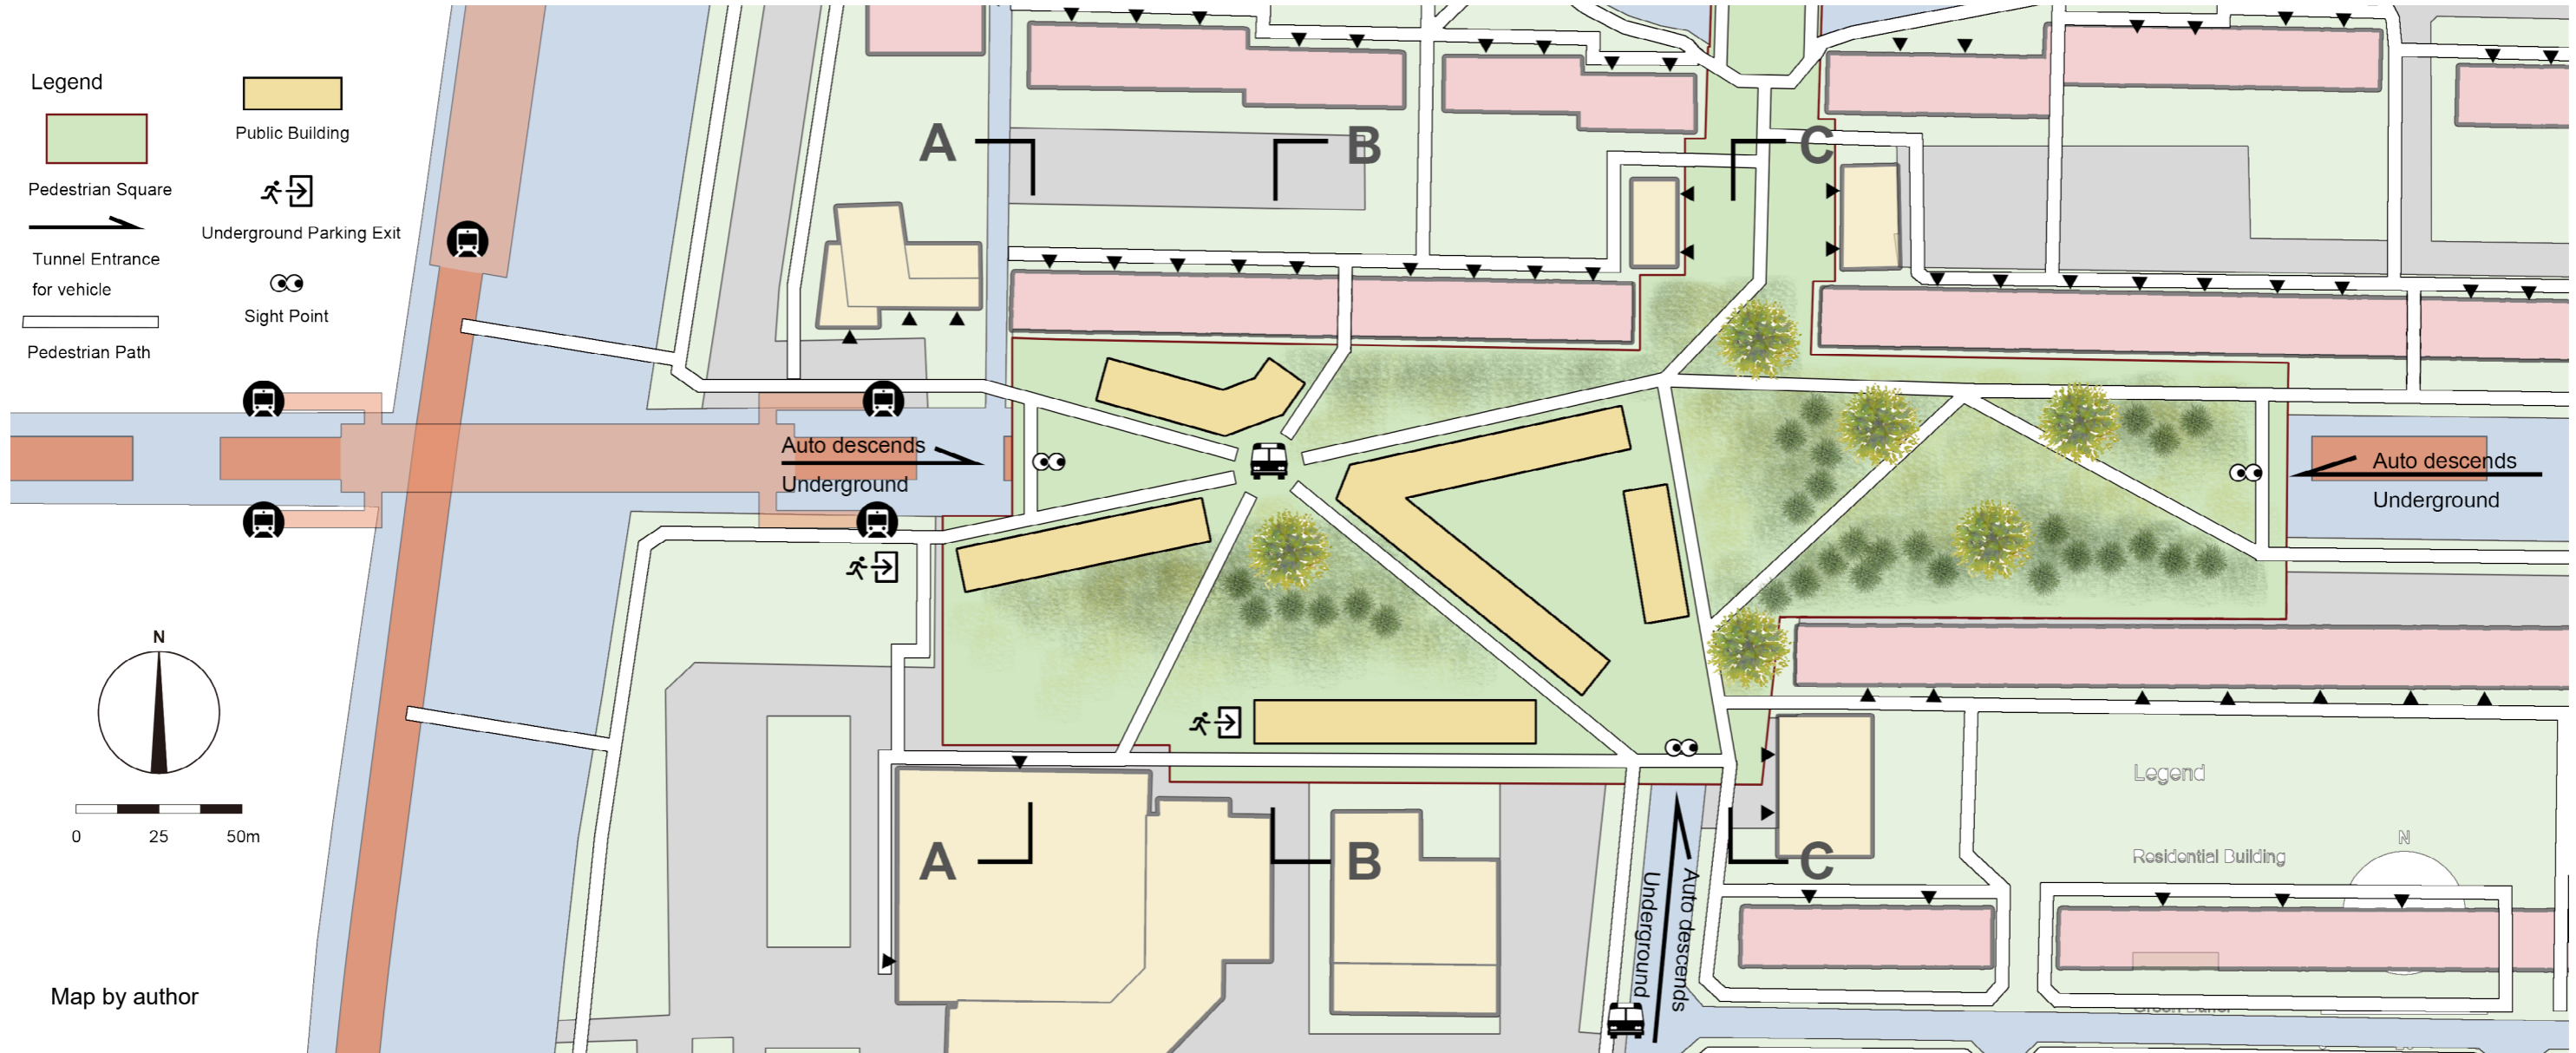 Legend
Public Building
Pedestrian Square
Underground Parking Exit
Tunnel Entrance
for vehicle
Sight Point
Pedestrian Path
A
B
C
Auto descends
Underground
Auto descends
Underground
N
0 25 50m
Map by author
A
B
C
Auto descends
Underground
Legend
N
Residential Building